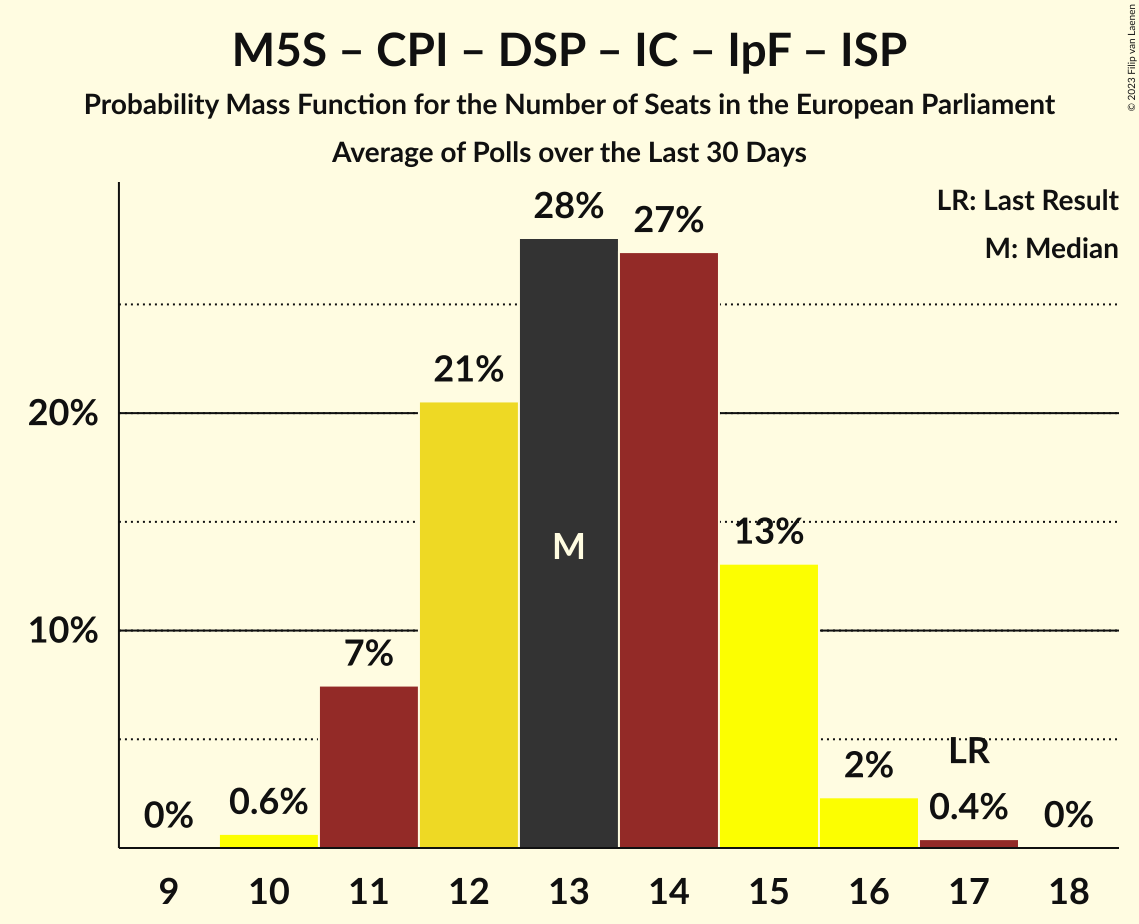 M5S – CPI – DSP – IC – IpF – ISP
Probability Mass Function for the Number of Seats in the European Parliament
Average of Polls over the Last 30 Days
© 2023 Filip van Laenen
LR: Last Result
M: Median
28%
27%
21%
20%
M
13%
10%
7%
LR
2%
0%
0.6%
0.4%
0%
9 10 11 12 13 14 15 16 17 18